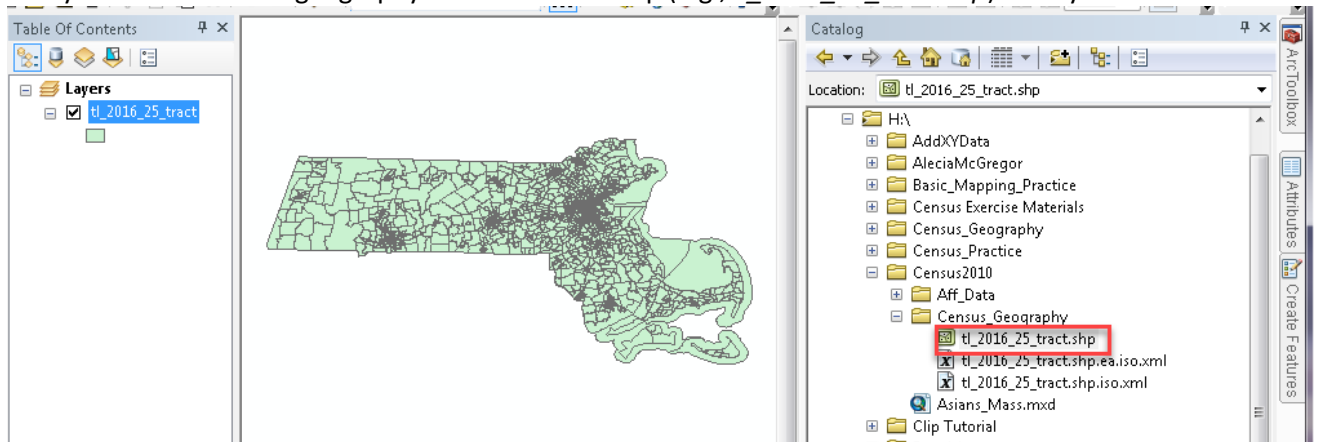 Table Of Contents
Layers
tl_2016_25_tract
Catalog
Location: tl_2016_25_tract.shp
H:\
AddXYData
AleciaMcGregor
Basic_Mapping_Practice
Census Exercise Materials
Census_Geography
Census_Practice
Census2010
Aff_Data
Census_Geography
tl_2016_25_tract.shp
tl_2016_25_tract.shp.ea.iso.xml
tl_2016_25_tract.shp.iso.xml
Asians_Mass.mxd
Clip Tutorial
ArcToolbox
Attributes
Create Features